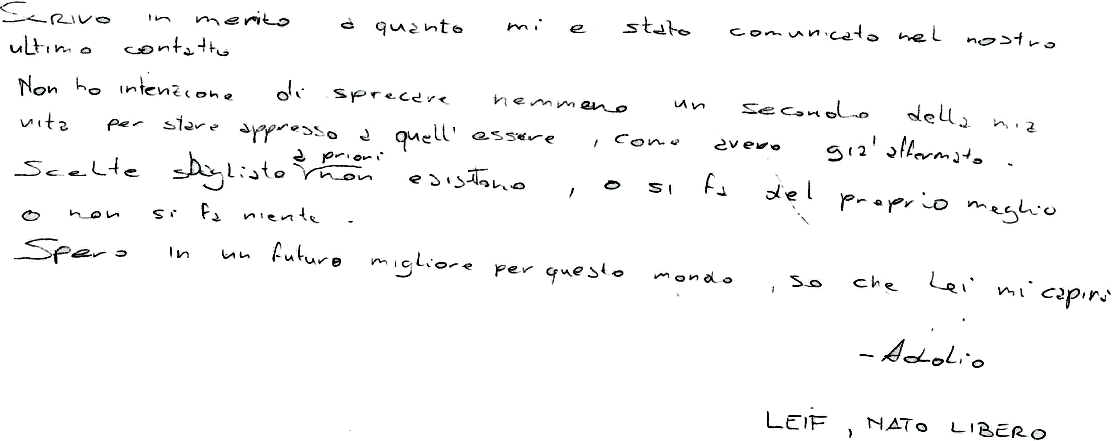 SCRIVO in merito a quanto mi e stato comunicato nel nostro
ultimo contatto
Non ho intenzione di sprecare nemmeno un secondo della mia
vita per stare appresso a quell'essere, come avevo gia' affermato.
Scelte sbagliato a priori non esistono, o si fa del proprio meglio
o non si fa niente.
Spero in un futuro migliore per questo mondo, so che Lei mi capirà
- Adolio
LEIF, NATO LIBERO